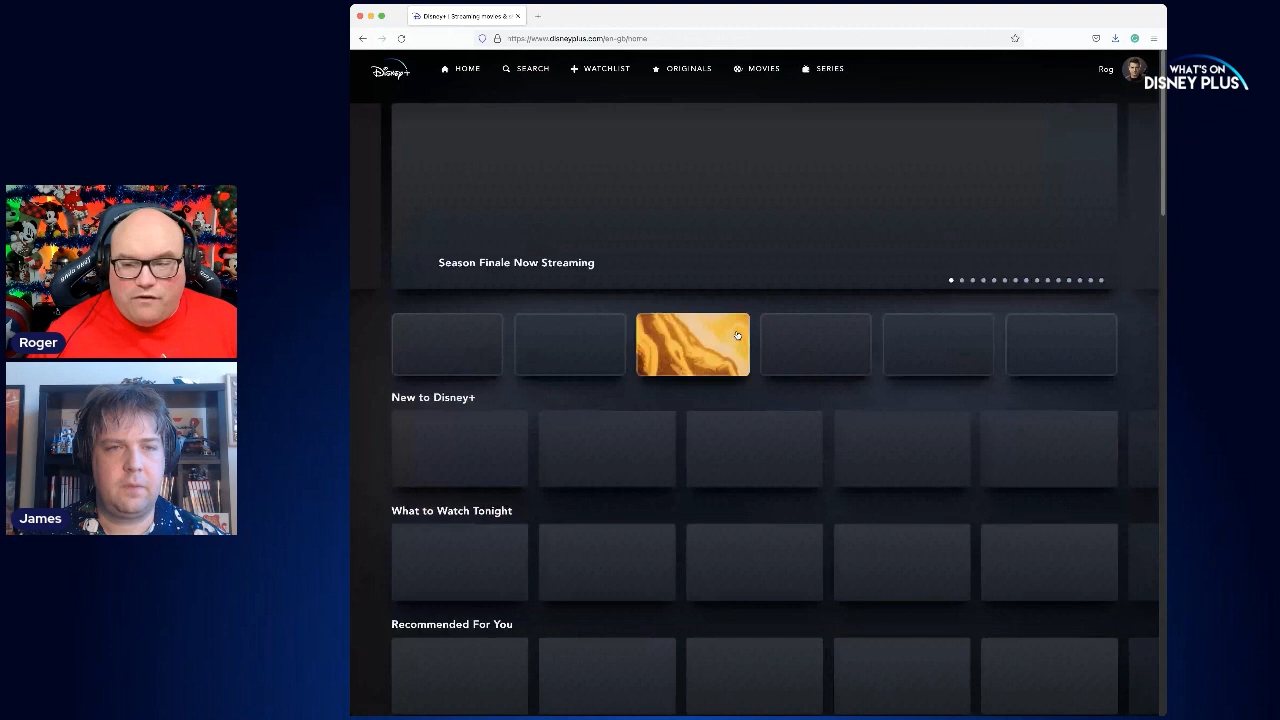 Disney+ | Streaming movies & s
https://www.disneyplus.com/en-gb/home
Disney+
HOME
SEARCH
WATCHLIST
ORIGINALS
MOVIES
SERIES
Rog
WHAT'S ON
DISNEY PLUS
Season Finale Now Streaming
New to Disney+
What to Watch Tonight
Recommended For You
Roger
James